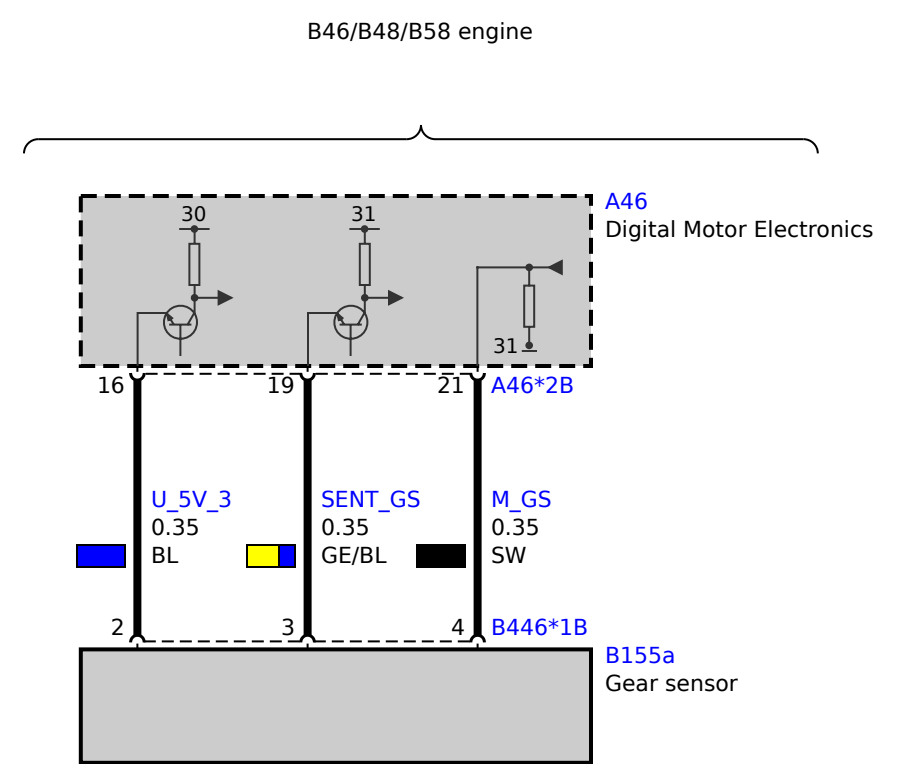 B46/B48/B58 engine
A46
Digital Motor Electronics
30
31
31
16
19
21
A46*2B
U_5V_3
0.35
BL
SENT_GS
0.35
GE/BL
M_GS
0.35
SW
2
3
4
B446*1B
B155a
Gear sensor